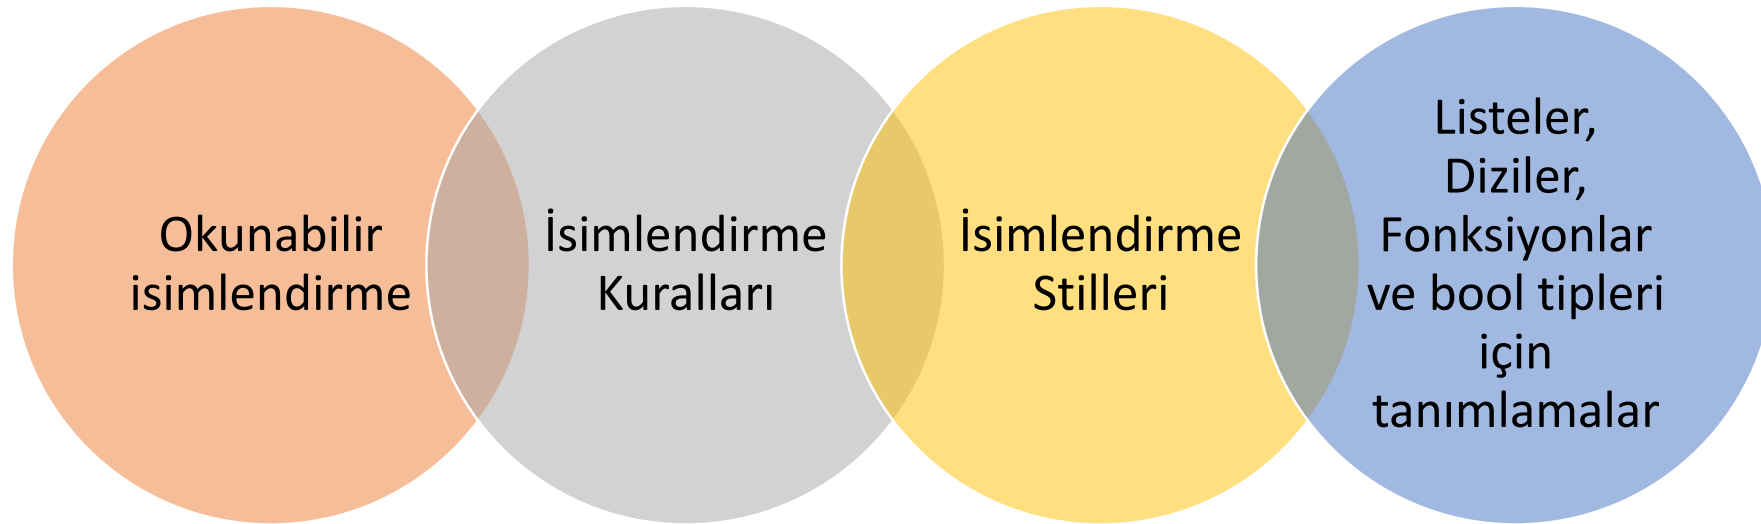 Okunabilir
isimlendirme
İsimlendirme
Kuralları
İsimlendirme
Stilleri
Listeler,
Diziler,
Fonksiyonlar
ve bool tipleri
için
tanımlamalar